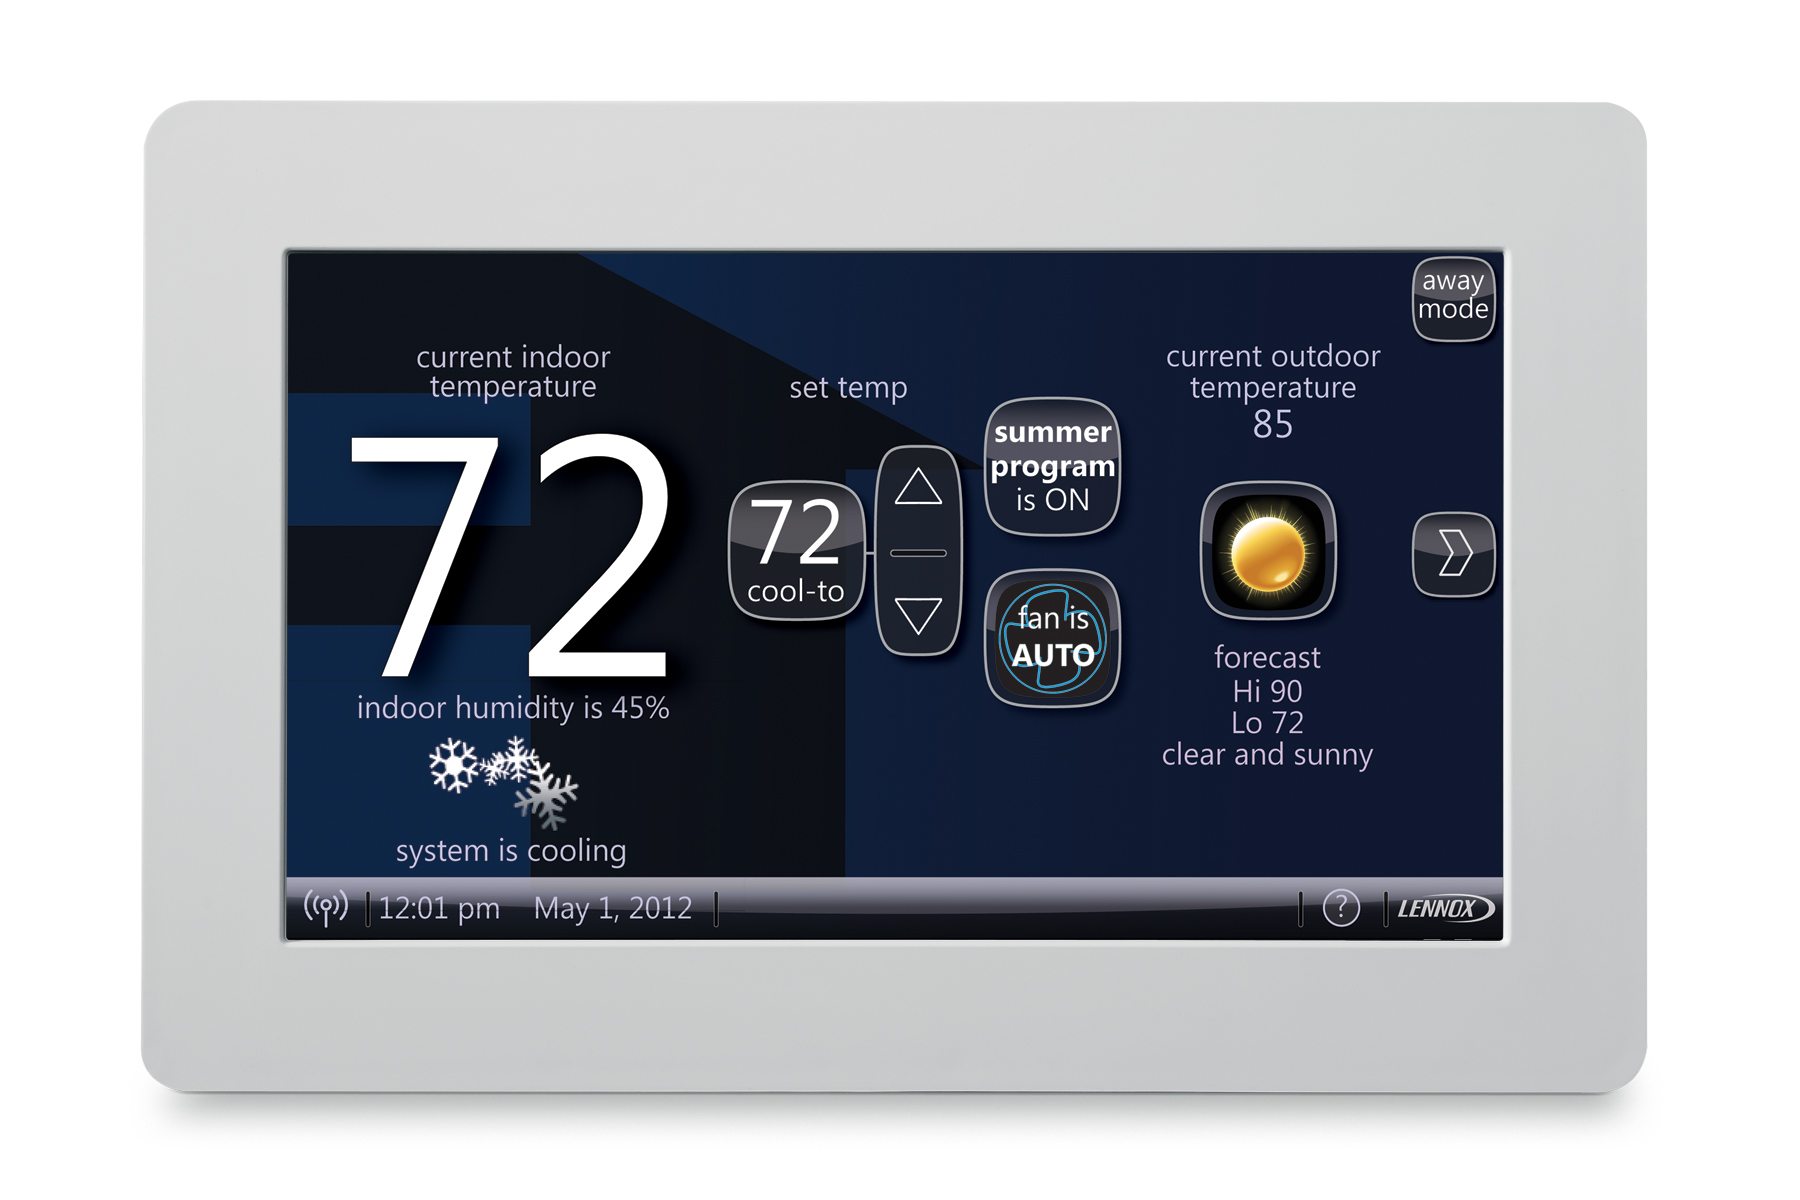 away
mode
current indoor
temperature
72
indoor humidity is 45%
system is cooling
set temp
72
cool-to
summer
program
is ON
fan is
AUTO
current outdoor
temperature
85
forecast
Hi 90
Lo 72
clear and sunny
12:01 pm
May 1, 2012
?
LENNOX